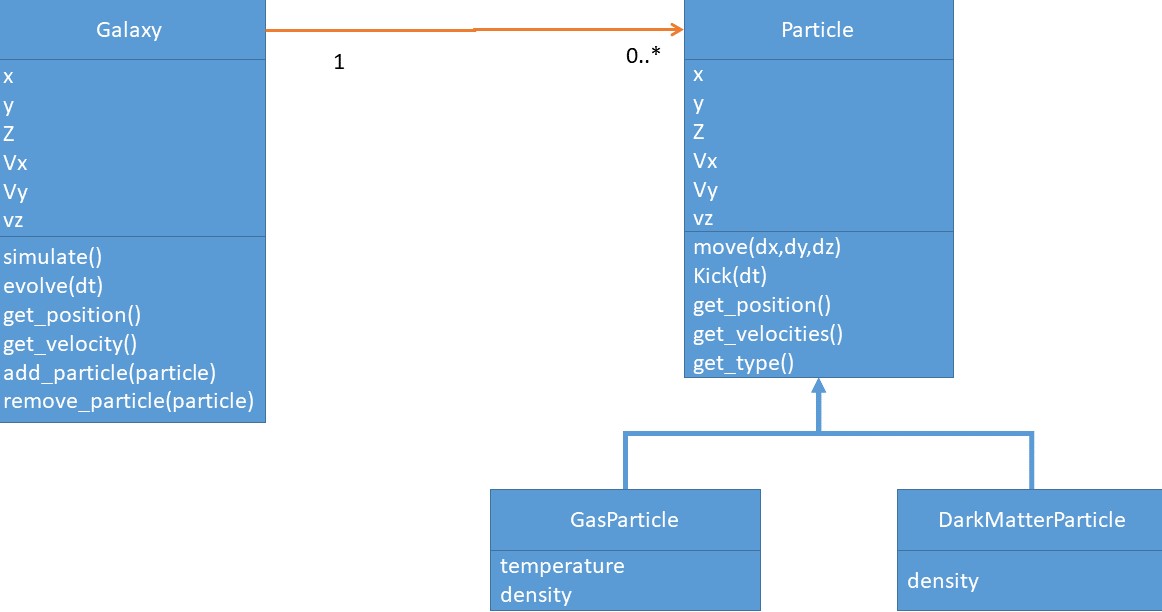 Galaxy
x
y
Z
Vx
Vy
vz
simulate()
evolve(dt)
get_position()
get_velocity()
add_particle(particle)
remove_particle(particle)
1
0..*
Particle
x
y
Z
Vx
Vy
vz
move(dx,dy,dz)
Kick(dt)
get_position()
get_velocities()
get_type()
GasParticle
temperature
density
DarkMatterParticle
density